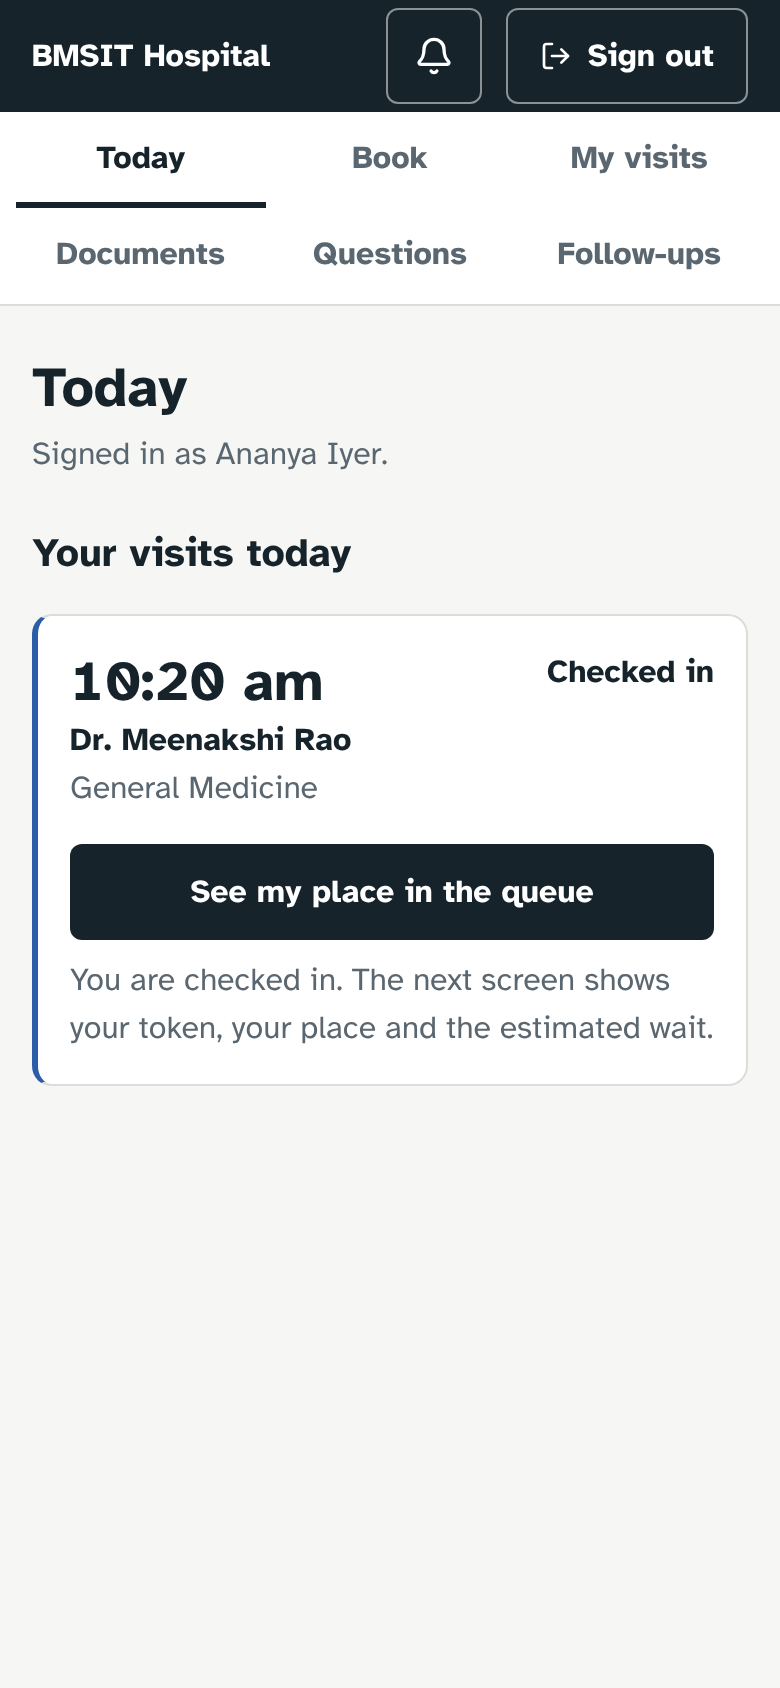 BMSIT Hospital
Sign out
Today
Book
My visits
Documents
Questions
Follow-ups
Today
Signed in as Ananya Iyer.
Your visits today
10:20 am
Checked in
Dr. Meenakshi Rao
General Medicine
See my place in the queue
You are checked in. The next screen shows
your token, your place and the estimated wait.